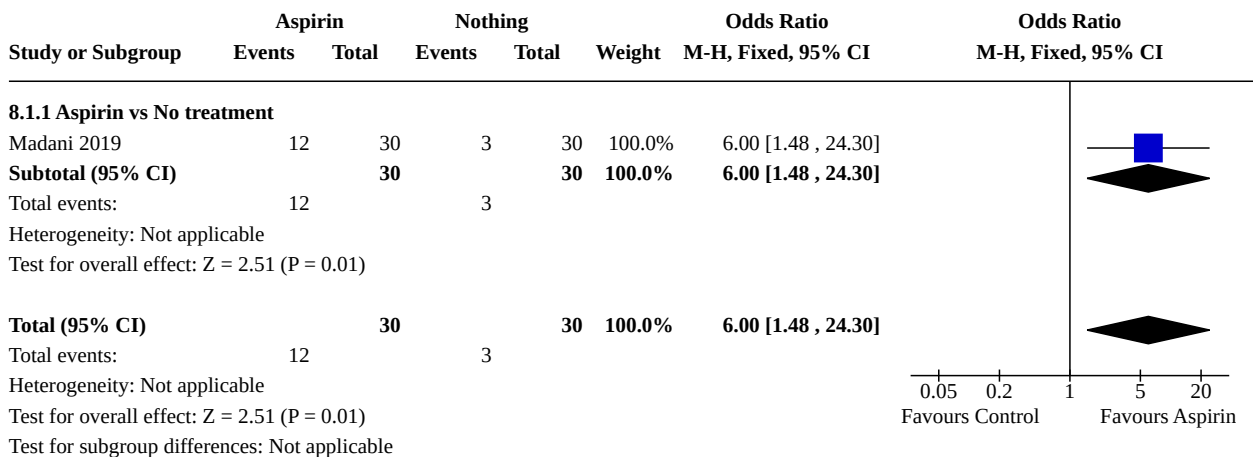 Aspirin Nothing Odds Ratio Odds Ratio
Study or Subgroup Events Total Events Total Weight M-H, Fixed, 95% CI M-H, Fixed, 95% CI
8.1.1 Aspirin vs No treatment
Madani 2019 12 30 3 30 100.0% 6.00 [1.48 , 24.30]
Subtotal (95% CI) 30 30 100.0% 6.00 [1.48 , 24.30]
Total events: 12 3
Heterogeneity: Not applicable
Test for overall effect: Z = 2.51 (P = 0.01)
Total (95% CI) 30 30 100.0% 6.00 [1.48 , 24.30]
Total events: 12 3
Heterogeneity: Not applicable
0.05 0.2 1 5 20
Test for overall effect: Z = 2.51 (P = 0.01)
Favours Control Favours Aspirin
Test for subgroup differences: Not applicable